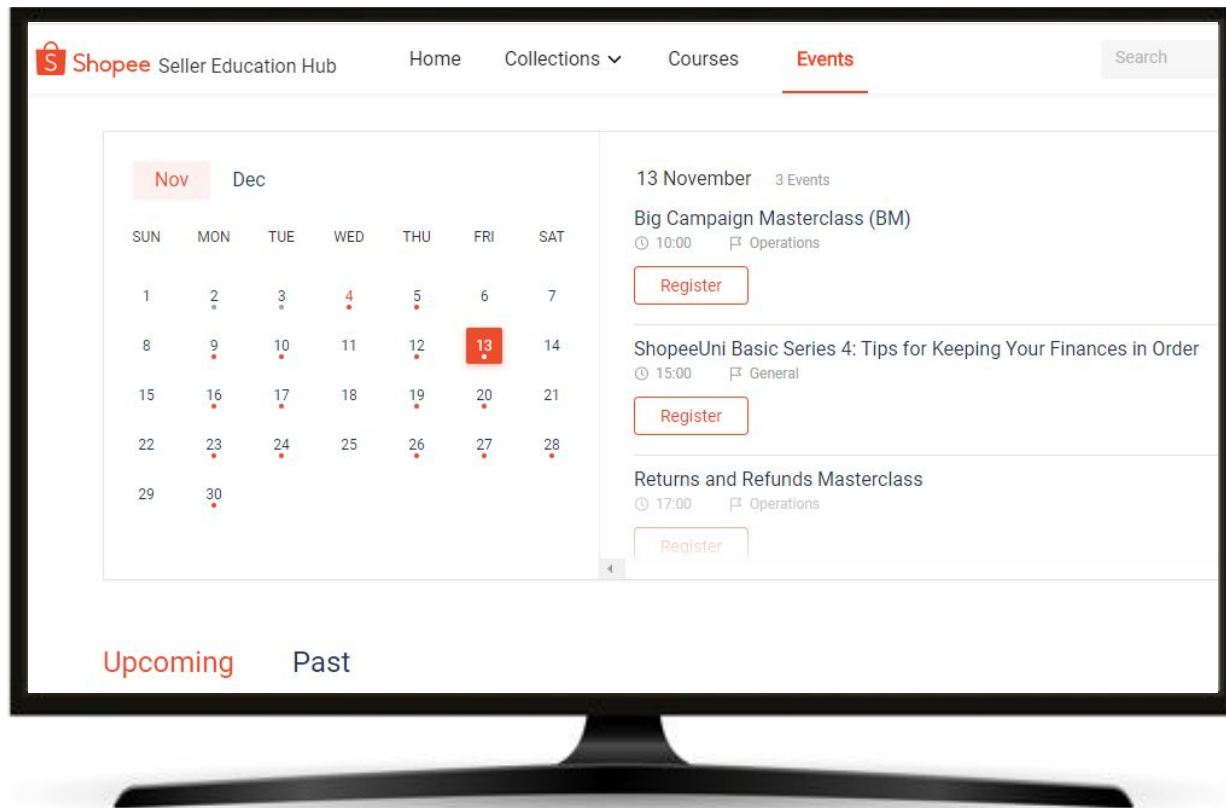 Shopee Seller Education Hub
Home Collections Courses Events
Search
Nov Dec
SUN MON TUE WED THU FRI SAT
1 2 3 4 5 6 7
8 9 10 11 12 13 14
15 16 17 18 19 20 21
22 23 24 25 26 27 28
29 30
13 November 3 Events
Big Campaign Masterclass (BM)
10:00 Operations
Register
ShopeeUni Basic Series 4: Tips for Keeping Your Finances in Order
15:00 General
Register
Returns and Refunds Masterclass
17:00 Operations
Register
Upcoming Past